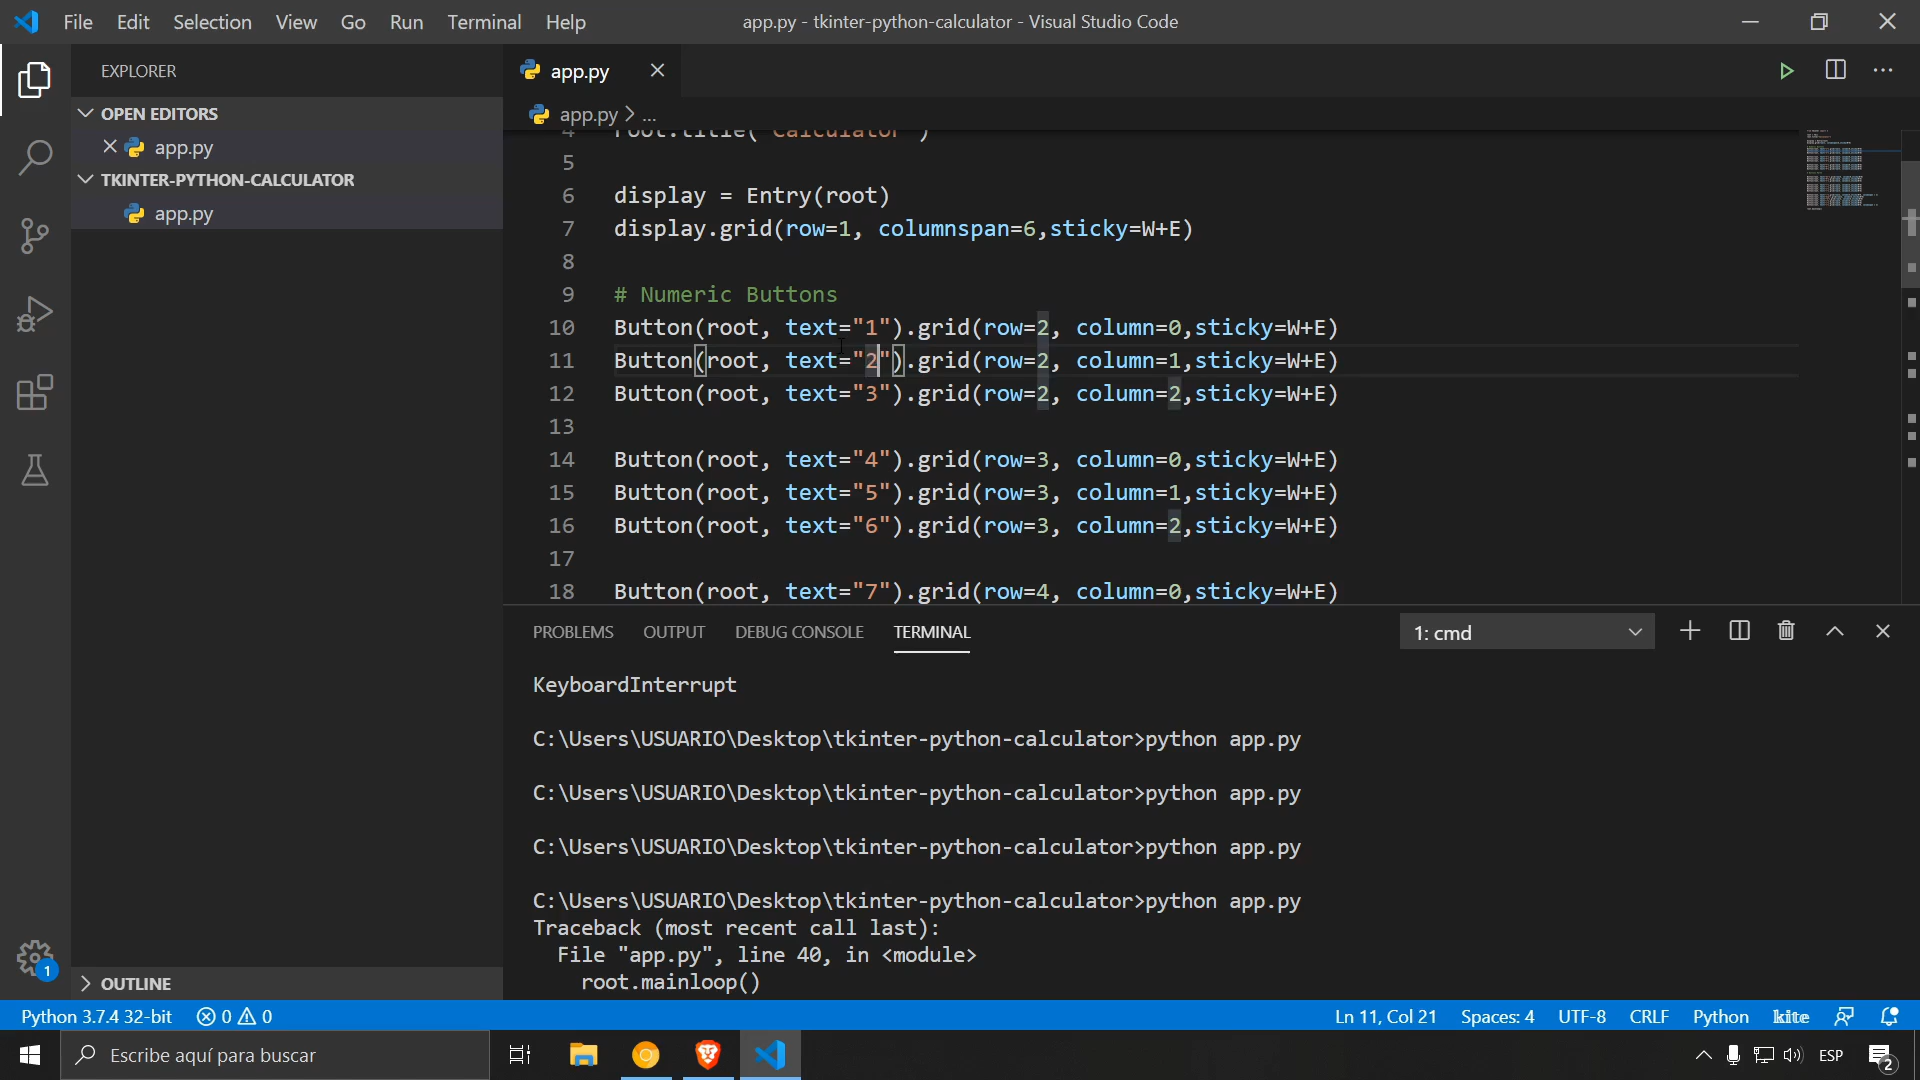 File Edit Selection View Go Run Terminal Help
app.py - tkinter-python-calculator - Visual Studio Code
EXPLORER
OPEN EDITORS
app.py
TKINTER-PYTHON-CALCULATOR
app.py
OUTLINE
app.py
app.py > ...
4 root.title("Calculator")
5
6 display = Entry(root)
7 display.grid(row=1, columnspan=6,sticky=W+E)
8
9 # Numeric Buttons
10 Button(root, text="1").grid(row=2, column=0,sticky=W+E)
11 Button(root, text="2").grid(row=2, column=1,sticky=W+E)
12 Button(root, text="3").grid(row=2, column=2,sticky=W+E)
13
14 Button(root, text="4").grid(row=3, column=0,sticky=W+E)
15 Button(root, text="5").grid(row=3, column=1,sticky=W+E)
16 Button(root, text="6").grid(row=3, column=2,sticky=W+E)
17
18 Button(root, text="7").grid(row=4, column=0,sticky=W+E)
PROBLEMS OUTPUT DEBUG CONSOLE TERMINAL 1: cmd
KeyboardInterrupt
C:\Users\USUARIO\Desktop\tkinter-python-calculator>python app.py
C:\Users\USUARIO\Desktop\tkinter-python-calculator>python app.py
C:\Users\USUARIO\Desktop\tkinter-python-calculator>python app.py
C:\Users\USUARIO\Desktop\tkinter-python-calculator>python app.py
Traceback (most recent call last):
File "app.py", line 40, in <module>
root.mainloop()
1
Python 3.7.4 32-bit 0 0 Ln 11, Col 21 Spaces: 4 UTF-8 CRLF Python kite
Escribe aquí para buscar ESP 2